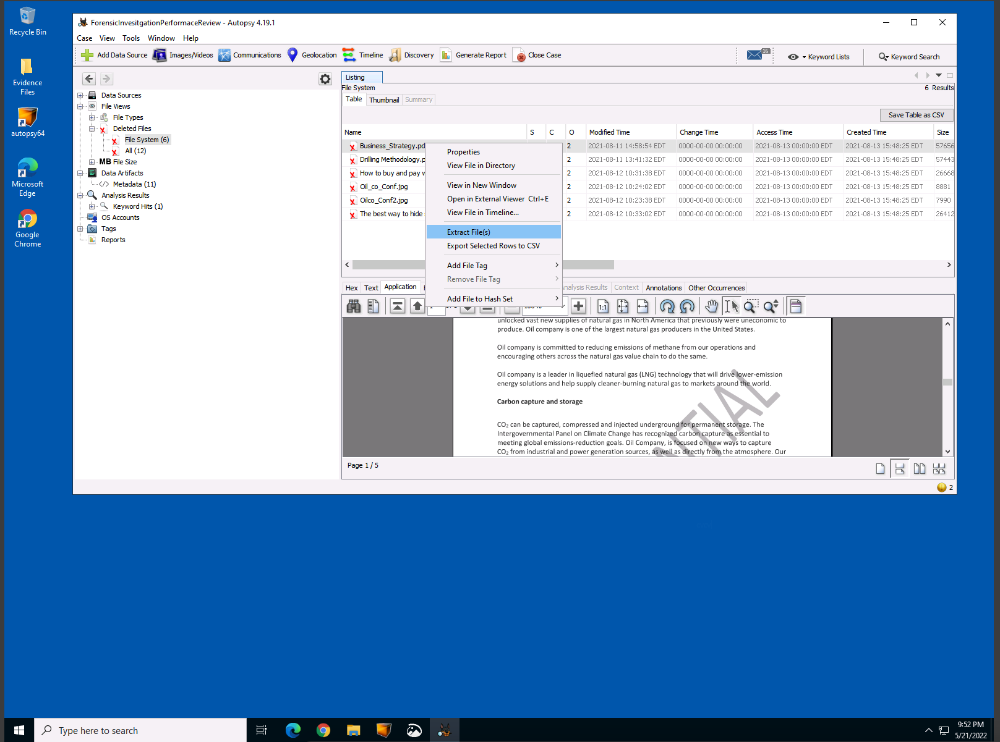 Recycle Bin
Evidence
Files
autopsy64
Microsoft
Edge
Google
Chrome
ForensicInvesitgationPerformaceReview - Autopsy 4.19.1
Case View Tools Window Help
Add Data Source Images/Videos Communications Geolocation Timeline Discovery Generate Report Close Case 16 Keyword Lists Keyword Search
Data Sources
File Views
File Types
Deleted Files
File System (6)
All (12)
MB File Size
Data Artifacts
Metadata (11)
Analysis Results
Keyword Hits (1)
OS Accounts
Tags
Reports
Listing
File System 6 Results
Table Thumbnail Summary
Save Table as CSV
Name S C O Modified Time Change Time Access Time Created Time Size
Business_Strategy.pd 2 2021-08-11 14:58:54 EDT 0000-00-00 00:00:00 2021-08-13 00:00:00 EDT 2021-08-13 15:48:25 EDT 57656
Drilling Methodology.p 2 2021-08-11 13:41:32 EDT 0000-00-00 00:00:00 2021-08-13 00:00:00 EDT 2021-08-13 15:48:25 EDT 57443
How to buy and pay w 2 2021-08-12 10:31:38 EDT 0000-00-00 00:00:00 2021-08-13 00:00:00 EDT 2021-08-13 15:48:25 EDT 26668
Oil_co_Conf.jpg 2 2021-08-12 10:24:02 EDT 0000-00-00 00:00:00 2021-08-13 00:00:00 EDT 2021-08-13 15:48:25 EDT 8881
Oilco_Conf2.jpg 2 2021-08-12 10:23:38 EDT 0000-00-00 00:00:00 2021-08-13 00:00:00 EDT 2021-08-13 15:48:25 EDT 7990
The best way to hide 2 2021-08-12 10:33:02 EDT 0000-00-00 00:00:00 2021-08-13 00:00:00 EDT 2021-08-13 15:48:25 EDT 26412
Properties
View File in Directory
View in New Window
Open in External Viewer Ctrl+E
View File in Timeline...
Extract File(s)
Export Selected Rows to CSV
Add File Tag
Remove File Tag
Add File to Hash Set
Hex Text Application nalysis Results Context Annotations Other Occurrences
1:1
unlocked vast new supplies of natural gas in North America that previously were uneconomic to
produce. Oil company is one of the largest natural gas producers in the United States.
Oil company is committed to reducing emissions of methane from our operations and
encouraging others across the natural gas value chain to do the same.
Oil company is a leader in liquefied natural gas (LNG) technology that will drive lower-emission
energy solutions and help supply cleaner-burning natural gas to markets around the world.
Carbon capture and storage
CO₂ can be captured, compressed and injected underground for permanent storage. The
Intergovernmental Panel on Climate Change has recognized carbon capture as essential to
meeting global emissions-reduction goals. Oil Company, is focused on new ways to capture
CO₂ from industrial and power generation sources, as well as directly from the atmosphere. Our
NTIAL
Page 1 / 5
2
Type here to search
9:52 PM
5/21/2022